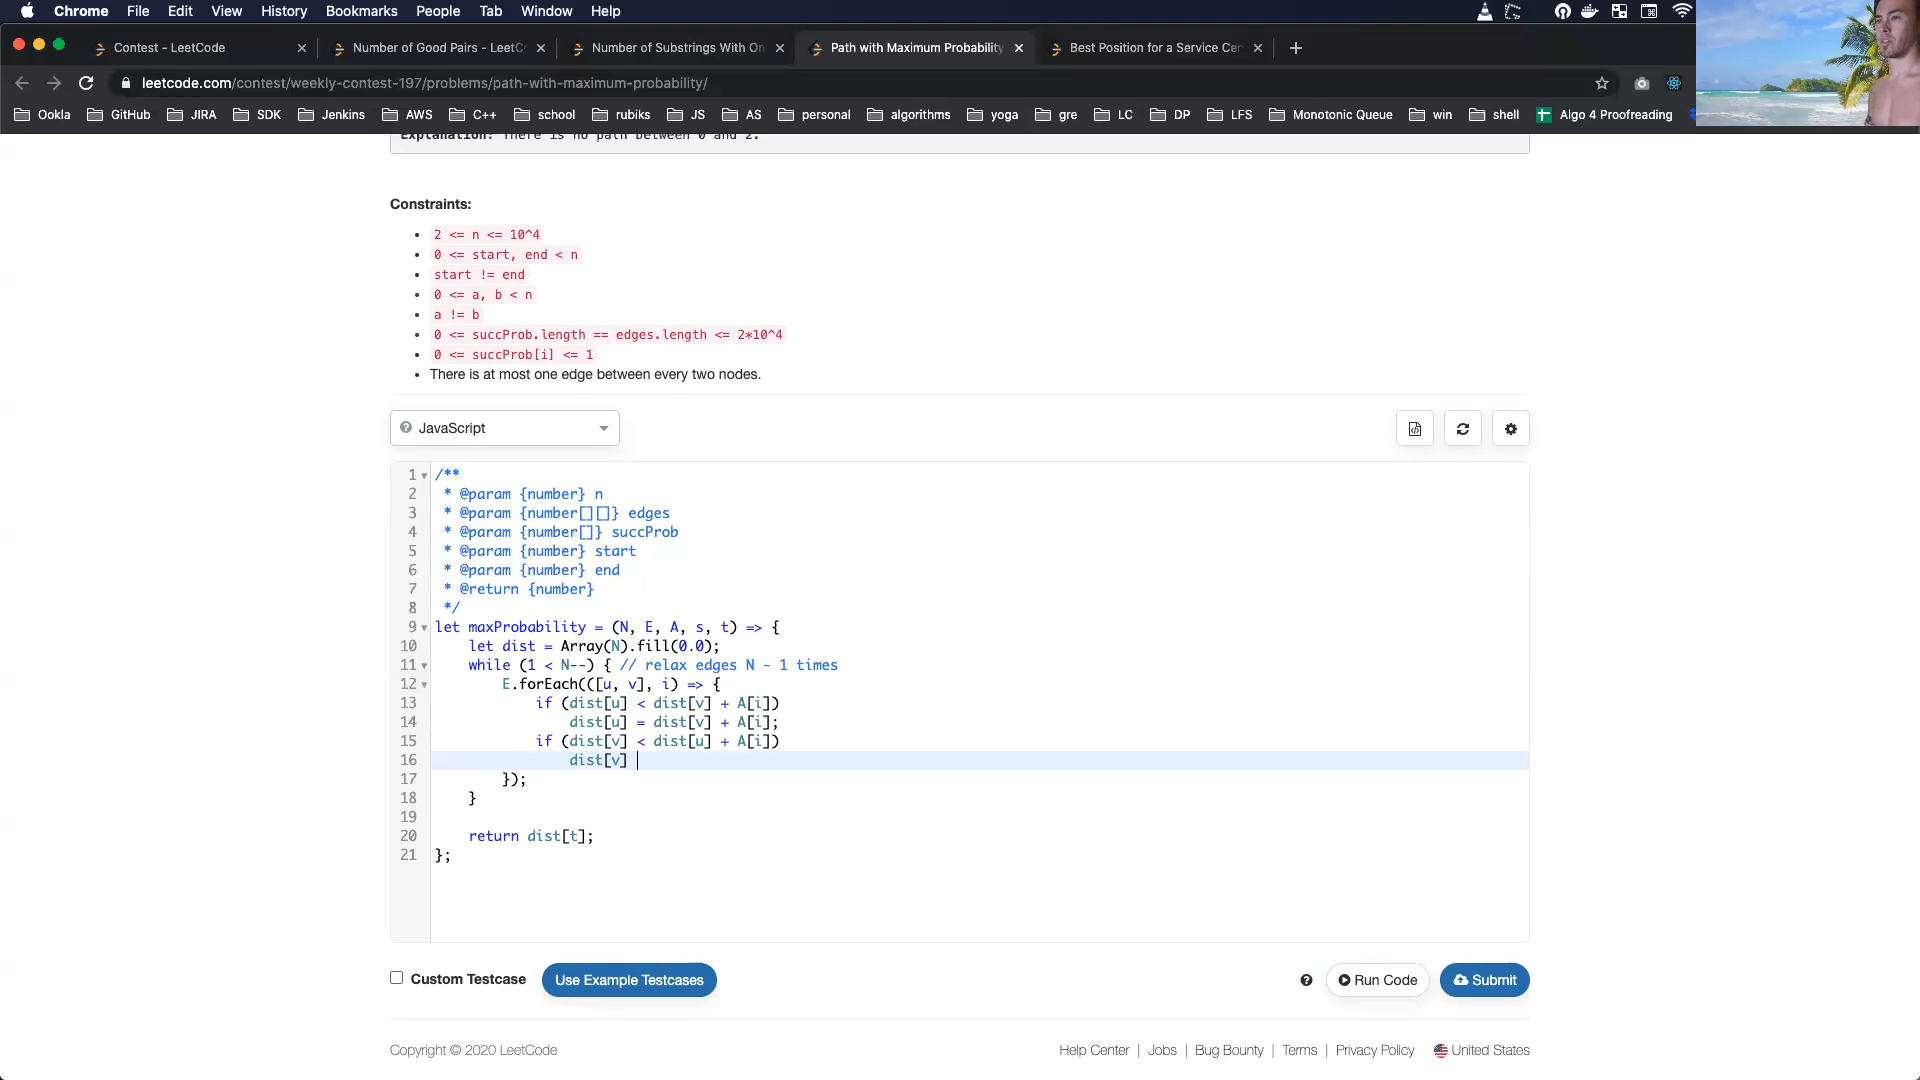 Chrome File Edit View History Bookmarks People Tab Window Help
Contest - LeetCode
Number of Good Pairs - LeetC
Number of Substrings With On
Path with Maximum Probability
Best Position for a Service Cer
leetcode.com/contest/weekly-contest-197/problems/path-with-maximum-probability/
Ookla GitHub JIRA SDK Jenkins AWS C++ school rubiks JS AS personal algorithms yoga gre LC DP LFS Monotonic Queue win shell Algo 4 Proofreading
Explanation: There is no path between 0 and 2.
Constraints:
• 2 <= n <= 10^4
• 0 <= start, end < n
• start != end
• 0 <= a, b < n
• a != b
• 0 <= succProb.length == edges.length <= 2*10^4
• 0 <= succProb[i] <= 1
• There is at most one edge between every two nodes.
JavaScript
1 /**
2 * @param {number} n
3 * @param {number[][]} edges
4 * @param {number[]} succProb
5 * @param {number} start
6 * @param {number} end
7 * @return {number}
8 */
9 let maxProbability = (N, E, A, s, t) => {
10 let dist = Array(N).fill(0.0);
11 while (1 < N--) { // relax edges N - 1 times
12 E.forEach(([u, v], i) => {
13 if (dist[u] < dist[v] + A[i])
14 dist[u] = dist[v] + A[i];
15 if (dist[v] < dist[u] + A[i])
16 dist[v]
17 });
18 }
19
20 return dist[t];
21 };
Custom Testcase
Use Example Testcases
Run Code
Submit
Copyright © 2020 LeetCode
Help Center | Jobs | Bug Bounty | Terms | Privacy Policy United States